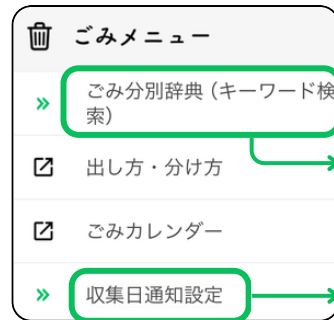 ごみメニュー
ごみ分別辞典(キーワード検
索)
出し方・分け方
ごみカレンダー
収集日通知設定